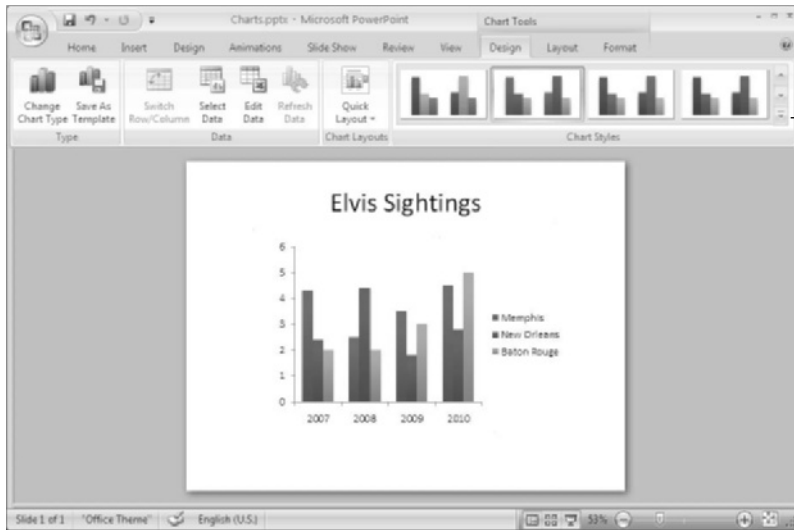 Charts.pptx - Microsoft PowerPoint
Chart Tools
Home Insert Design Animations Slide Show Review View Design Layout Format
Change Chart Type
Save As Template
Type
Switch Row/Column
Select Data
Edit Data
Refresh Data
Data
Quick Layout
Chart Layouts
Chart Styles
Elvis Sightings
6
5
4
3
2
1
0
2007 2008 2009 2010
Memphis
New Orleans
Baton Rouge
Slide 1 of 1 "Office Theme" English (U.S.) 53%